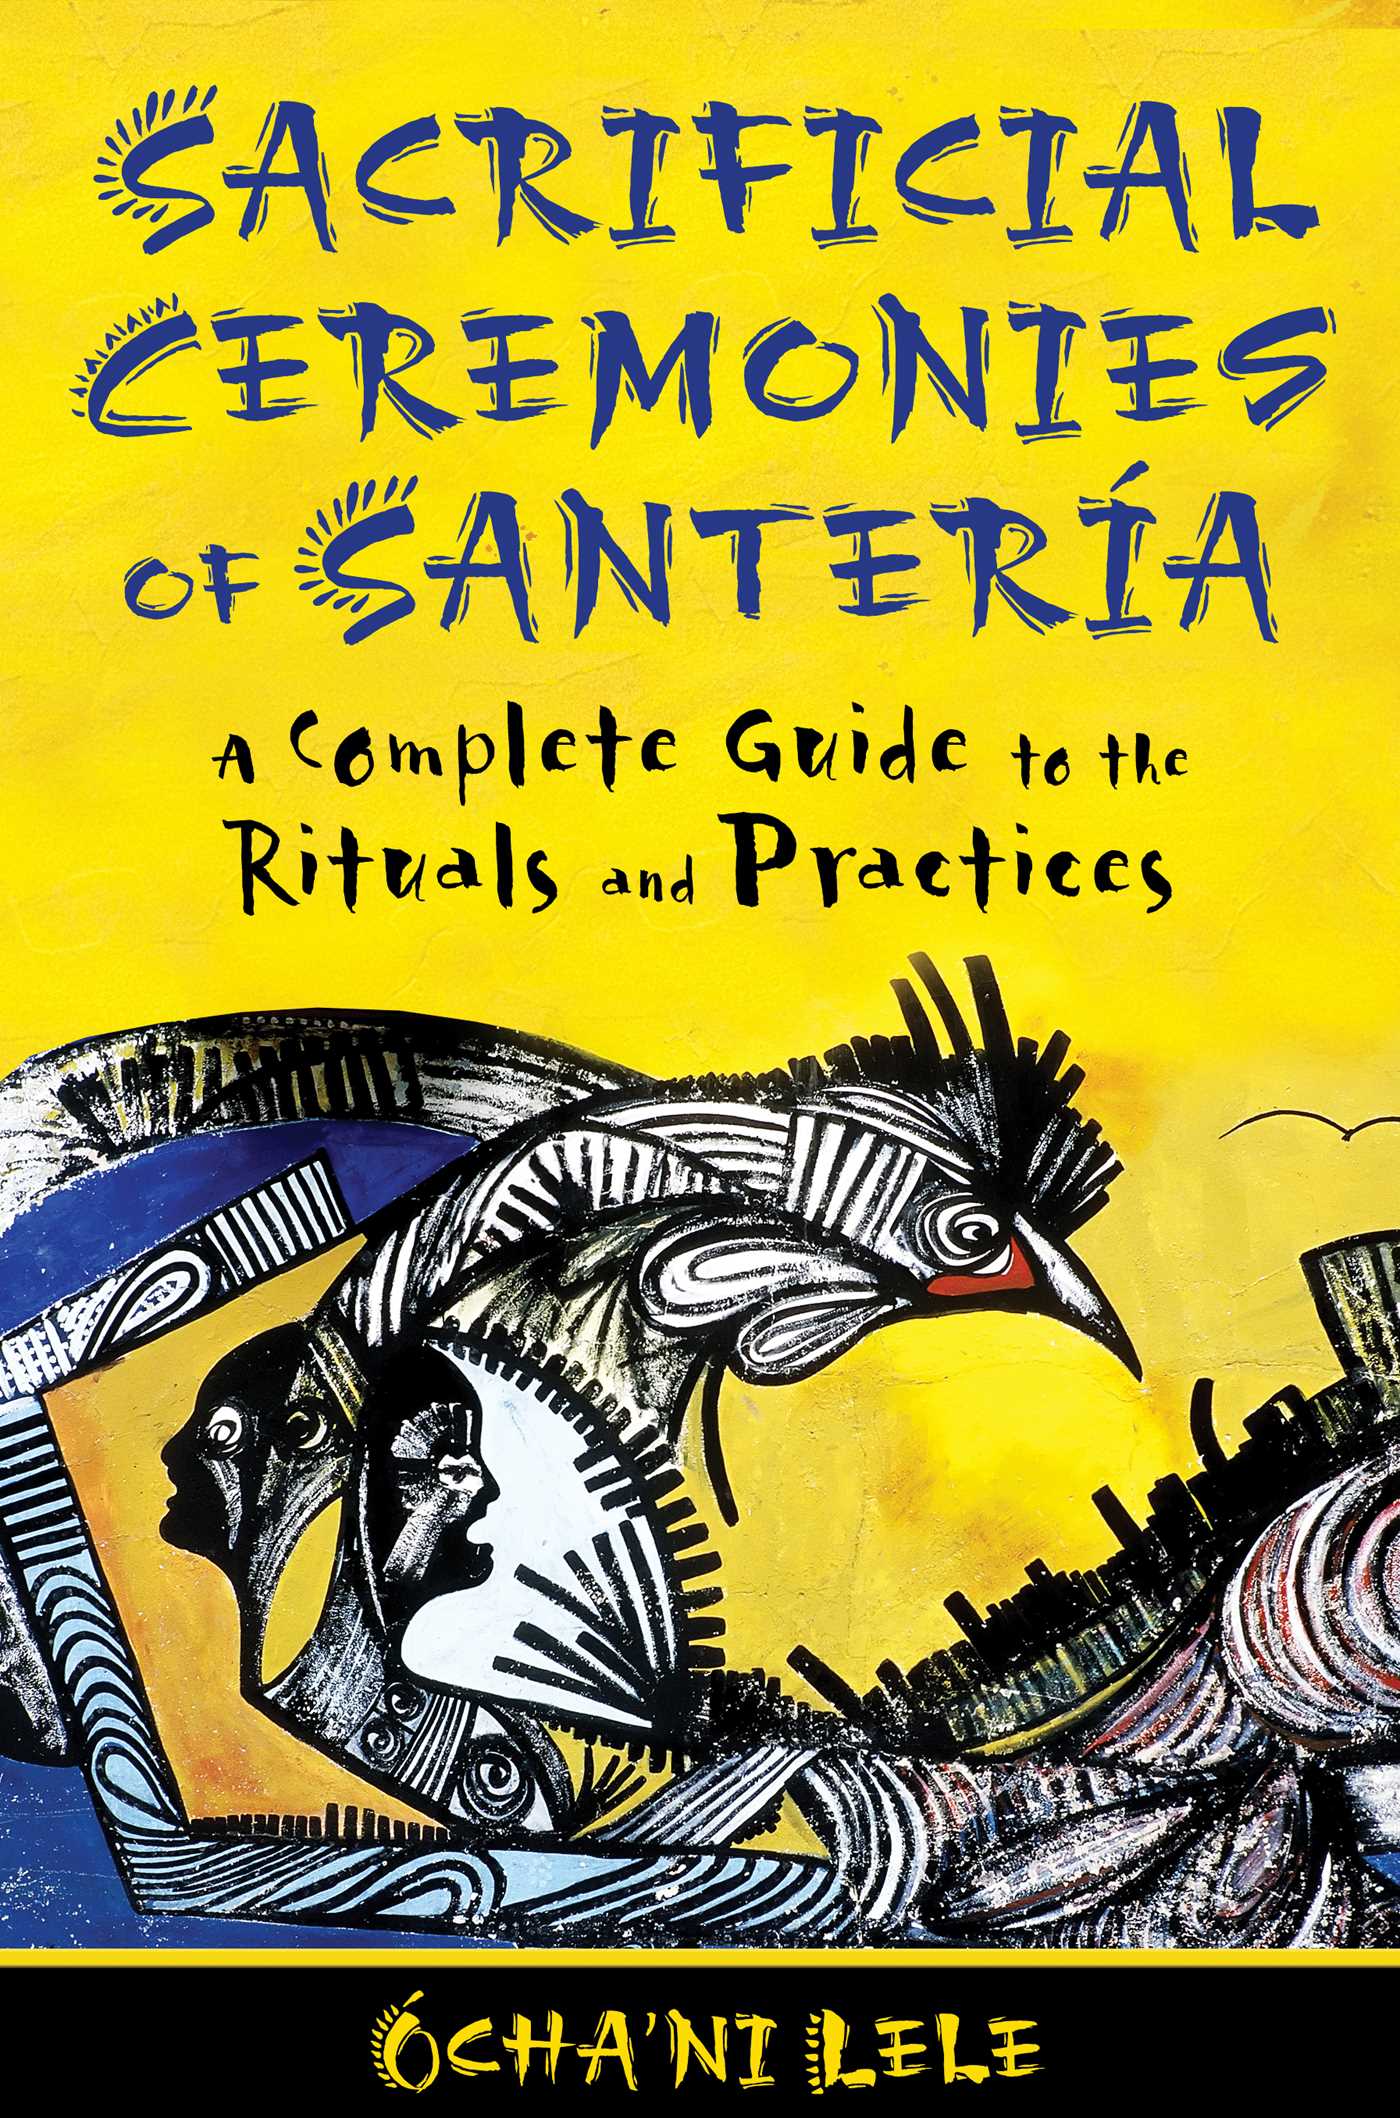 SACRIFICIAL
CEREMONIES
OF SANTERÍA
A Complete Guide to the
Rituals and Practices
ÓCHA'NI LELE